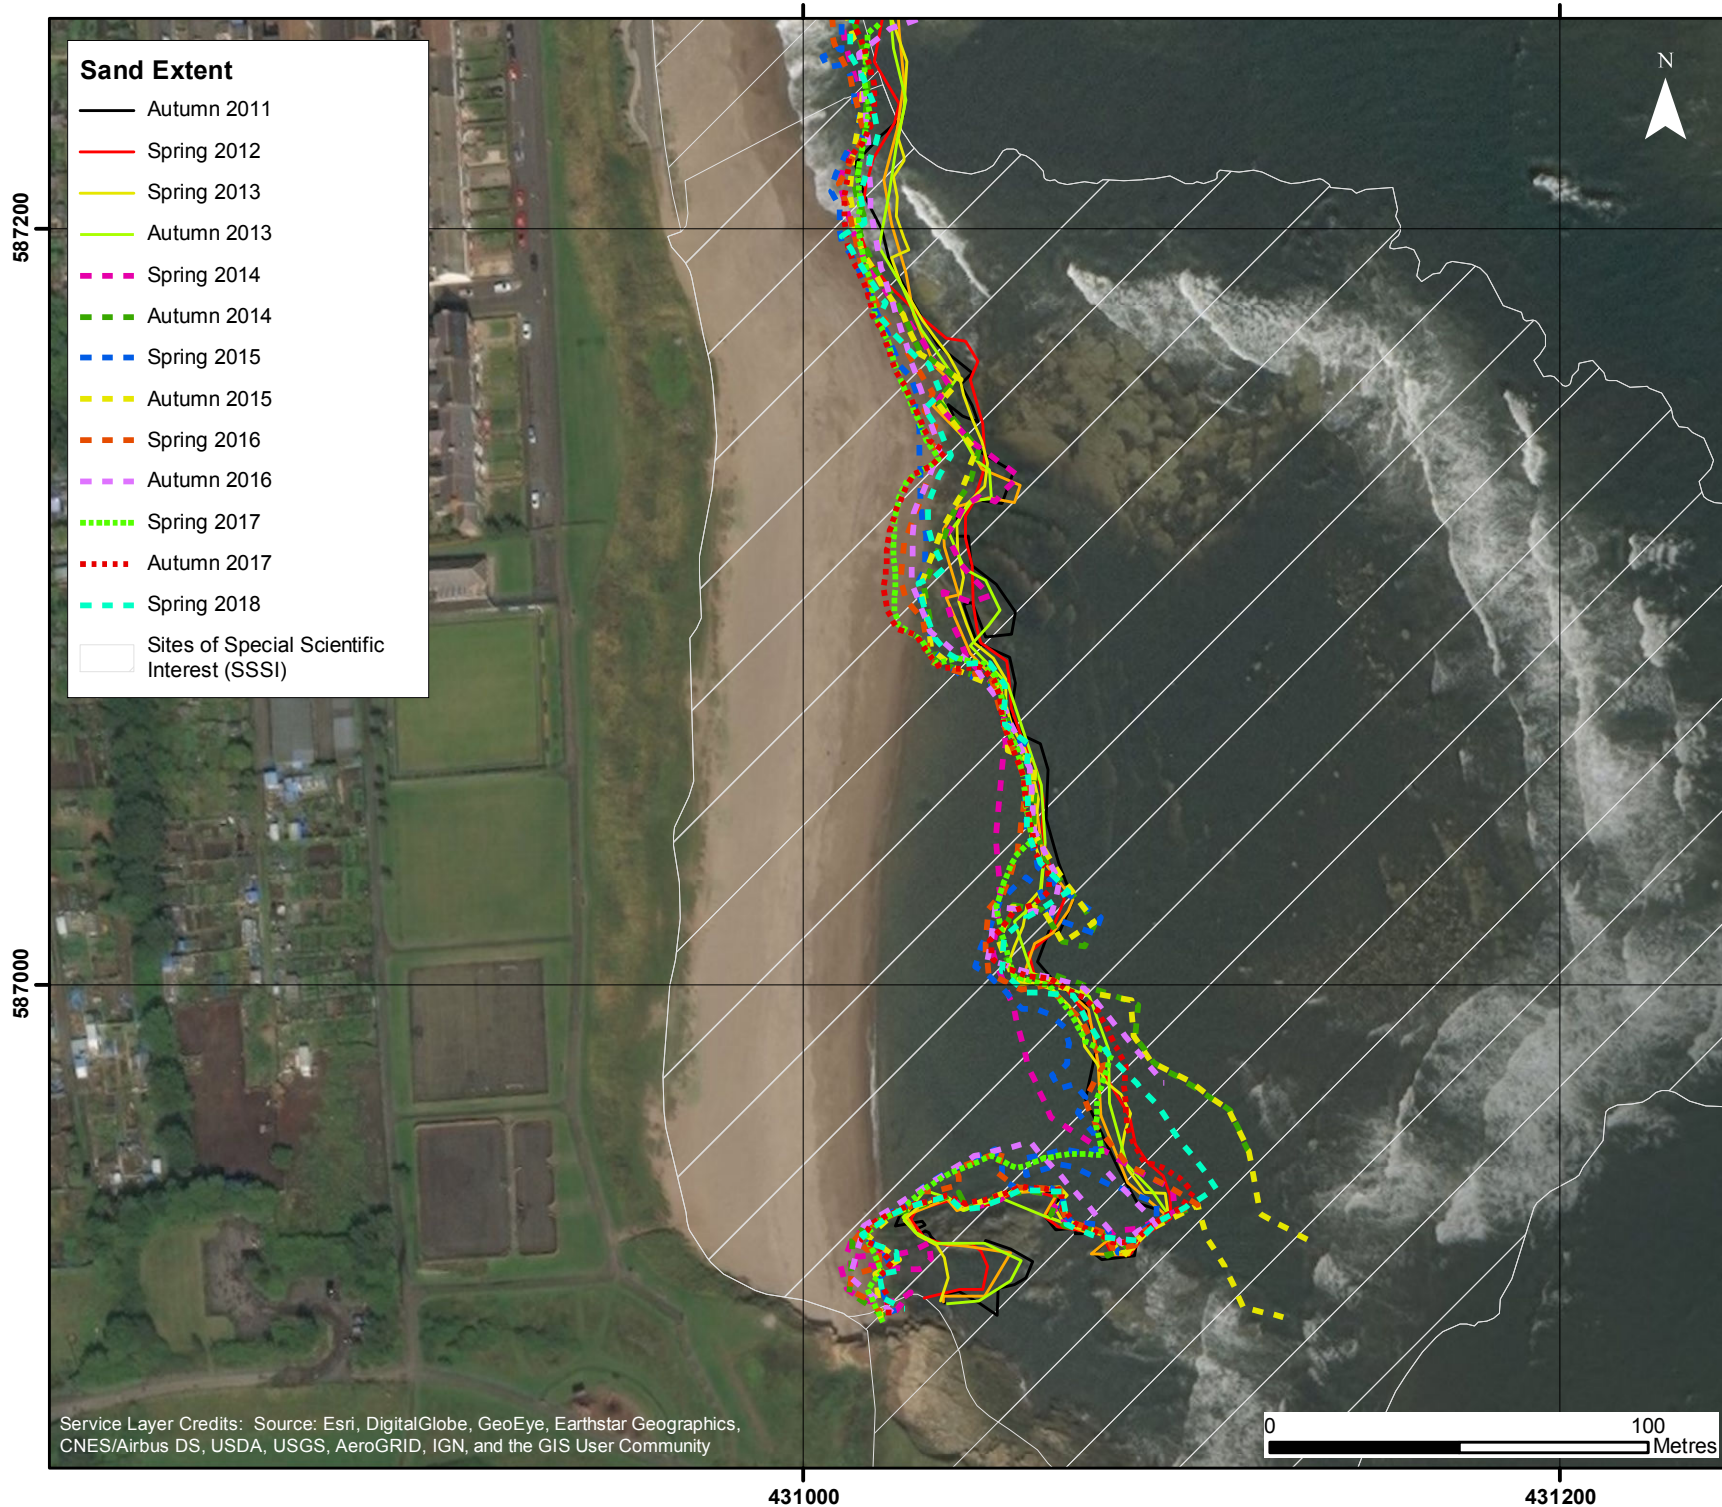 Sand Extent
Autumn 2011
Spring 2012
Spring 2013
Autumn 2013
Spring 2014
Autumn 2014
Spring 2015
Autumn 2015
Spring 2016
Autumn 2016
Spring 2017
Autumn 2017
Spring 2018
Sites of Special Scientific
Interest (SSSI)
N
587200
587000
Service Layer Credits: Source: Esri, DigitalGlobe, GeoEye, Earthstar Geographics,
CNES/Airbus DS, USDA, USGS, AeroGRID, IGN, and the GIS User Community
0 100
Metres
431000 431200